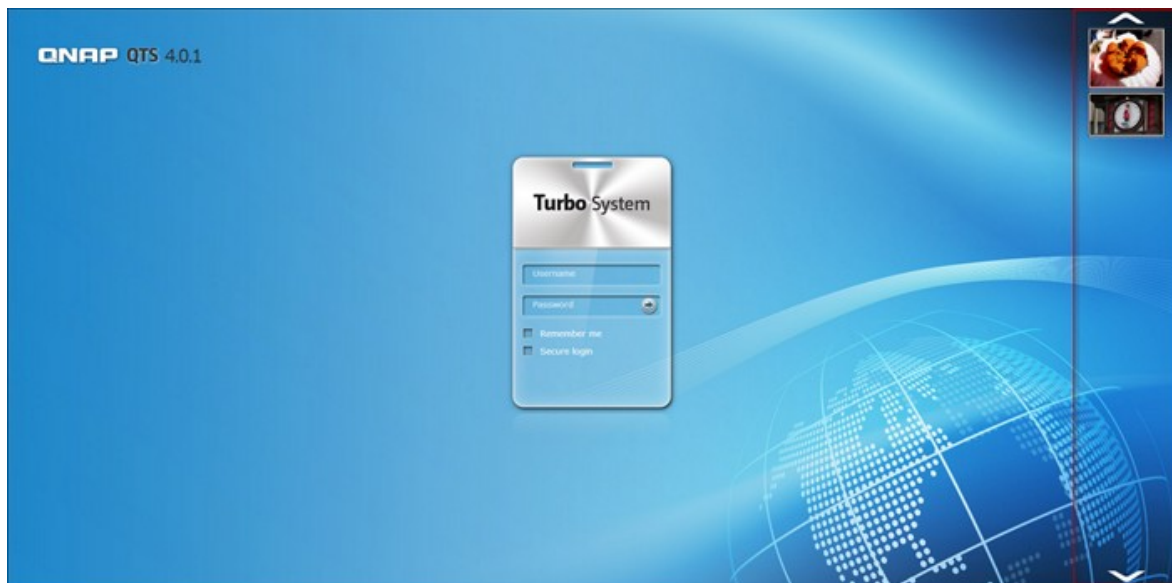 QNAP QTS 4.0.1
Turbo System
Username
Password
Remember me
Secure login